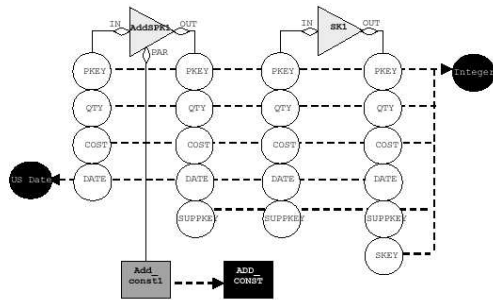 IN AddSPK1 OUT IN SK1 OUT
PAR
PKEY PKEY PKEY PKEY Integer
QTY QTY QTY QTY
COST COST COST COST
US Date DATE DATE DATE DATE
SUPPKEY SUPPKEY SUPPKEY
SKEY
Add_ ADD_
const1 CONST